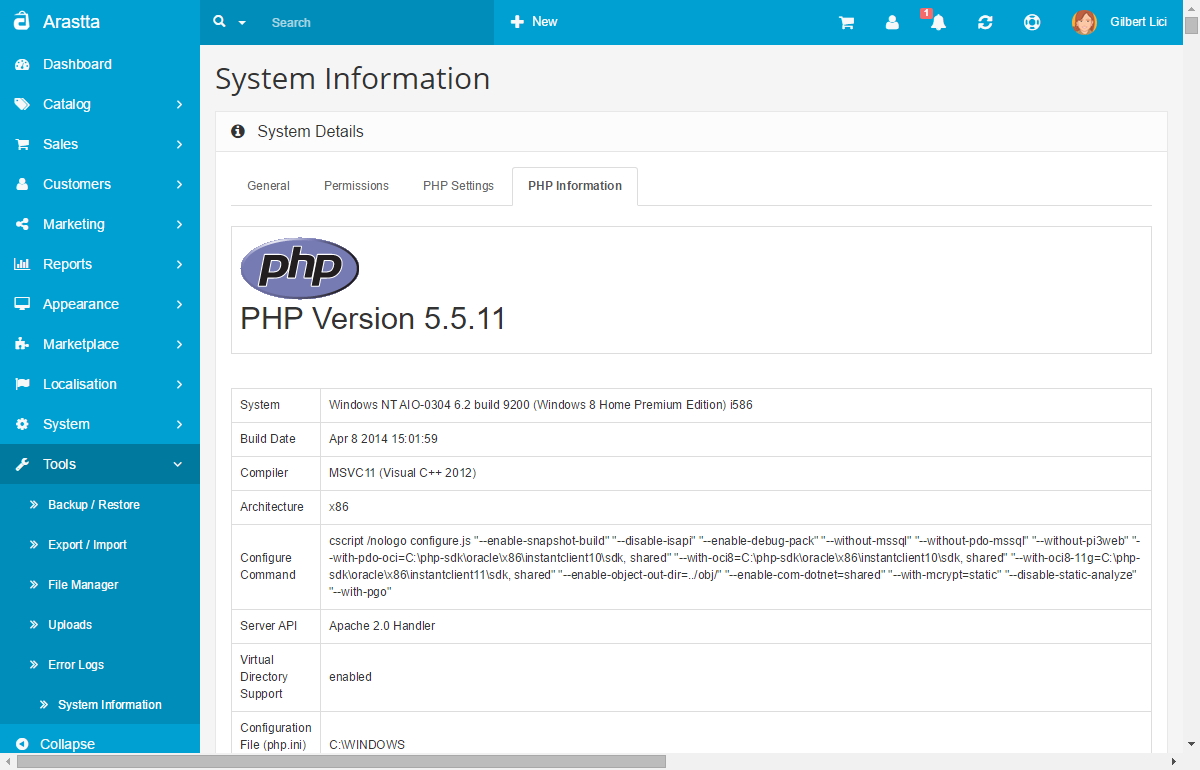 Arastta
Search
New
1
Gilbert Lici
Dashboard
Catalog
Sales
Customers
Marketing
Reports
Appearance
Marketplace
Localisation
System
Tools
Backup / Restore
Export / Import
File Manager
Uploads
Error Logs
System Information
Collapse
System Information
System Details
General
Permissions
PHP Settings
PHP Information
php
PHP Version 5.5.11
System
Windows NT AIO-0304 6.2 build 9200 (Windows 8 Home Premium Edition) i586
Build Date
Apr 8 2014 15:01:59
Compiler
MSVC11 (Visual C++ 2012)
Architecture
x86
Configure
Command
cscript /nologo configure.js "--enable-snapshot-build" "--disable-isapi" "--enable-debug-pack" "--without-mssql" "--without-pdo-mssql" "--without-pi3web" "-
-with-pdo-oci=C:\php-sdk\oracle\x86\instantclient10\sdk, shared" "--with-oci8=C:\php-sdk\oracle\x86\instantclient10\sdk, shared" "--with-oci8-11g=C:\php-
sdk\oracle\x86\instantclient11\sdk, shared" "--enable-object-out-dir=../obj/" "--enable-com-dotnet=shared" "--with-mcrypt=static" "--disable-static-analyze"
"--with-pgo"
Server API
Apache 2.0 Handler
Virtual
Directory
Support
enabled
Configuration
File (php.ini)
C:\WINDOWS